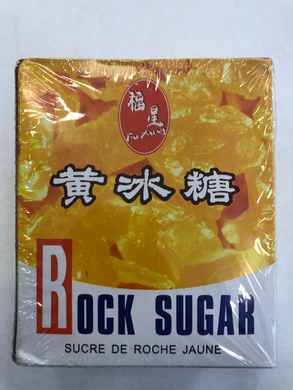 福星
Fu Xing
黄冰糖
ROCK SUGAR
SUCRE DE ROCHE JAUNE